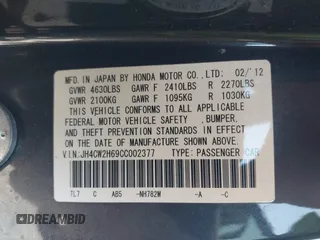 MFD. IN JAPAN BY HONDA MOTOR CO., LTD. 02/'12
GVWR 4630LBS GAWR F 2410LBS R 2270LBS
GVWR 2100KG GAWR F 1095KG R 1030KG
THIS VEHICLE CONFORMS TO ALL APPLICABLE
FEDERAL MOTOR VEHICLE SAFETY, BUMPER,
AND THEFT PREVENTION STANDARDS IN EFFECT
ON THE DATE OF MANUFACTURE SHOWN ABOVE.
V.I.N.:JH4CW2H69CC002377 TYPE: PASSENGER CAR
TL7 C AB5 -NH782M -A -C
DREAMBID
dreambid.com